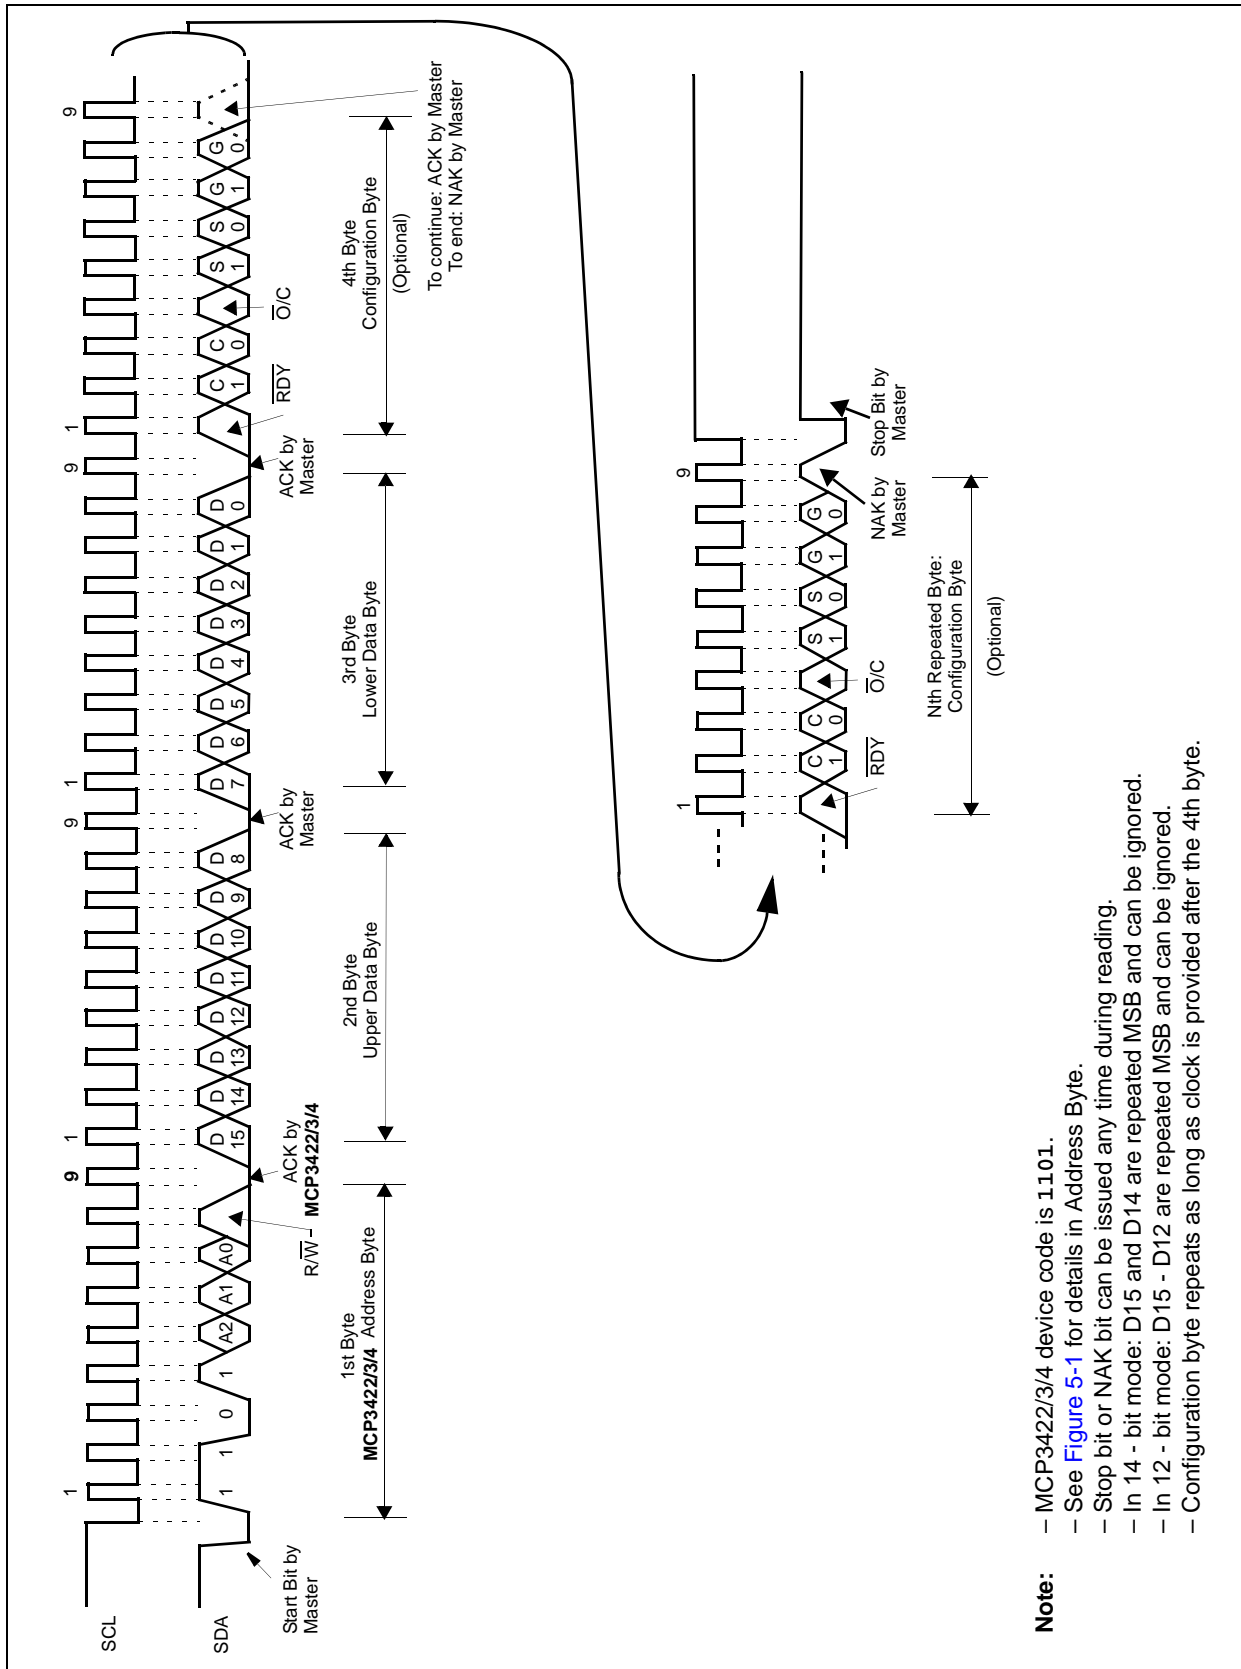 SCL
1
9
1
9
1
9
1
9
SDA
1 1 0 1 A2 A1 A0
D15 D14 D13 D12 D11 D10 D9 D8
D7 D6 D5 D4 D3 D2 D1 D0
C1 C0 S1 S0 G1 G0
Start Bit by
Master
R/W
ACK by
MCP3422/3/4
ACK by
Master
ACK by
Master
RDY
O/C
1st Byte
MCP3422/3/4 Address Byte
2nd Byte
Upper Data Byte
3rd Byte
Lower Data Byte
4th Byte
Configuration Byte
(Optional)
To continue: ACK by Master
To end: NAK by Master
1
9
C1 C0 S1 S0 G1 G0
RDY
O/C
NAK by
Master
Stop Bit by
Master
Nth Repeated Byte:
Configuration Byte
(Optional)
Note:
– MCP3422/3/4 device code is 1101.
– See Figure 5-1 for details in Address Byte.
– Stop bit or NAK bit can be issued any time during reading.
– In 14 - bit mode: D15 and D14 are repeated MSB and can be ignored.
– In 12 - bit mode: D15 - D12 are repeated MSB and can be ignored.
– Configuration byte repeats as long as clock is provided after the 4th byte.